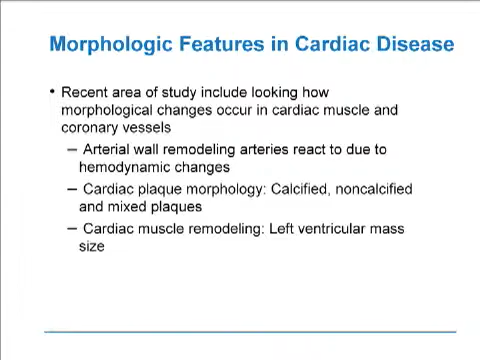 Morphologic Features in Cardiac Disease
• Recent area of study include looking how
morphological changes occur in cardiac muscle and
coronary vessels
– Arterial wall remodeling arteries react to due to
hemodynamic changes
– Cardiac plaque morphology: Calcified, noncalcified
and mixed plaques
– Cardiac muscle remodeling: Left ventricular mass
size